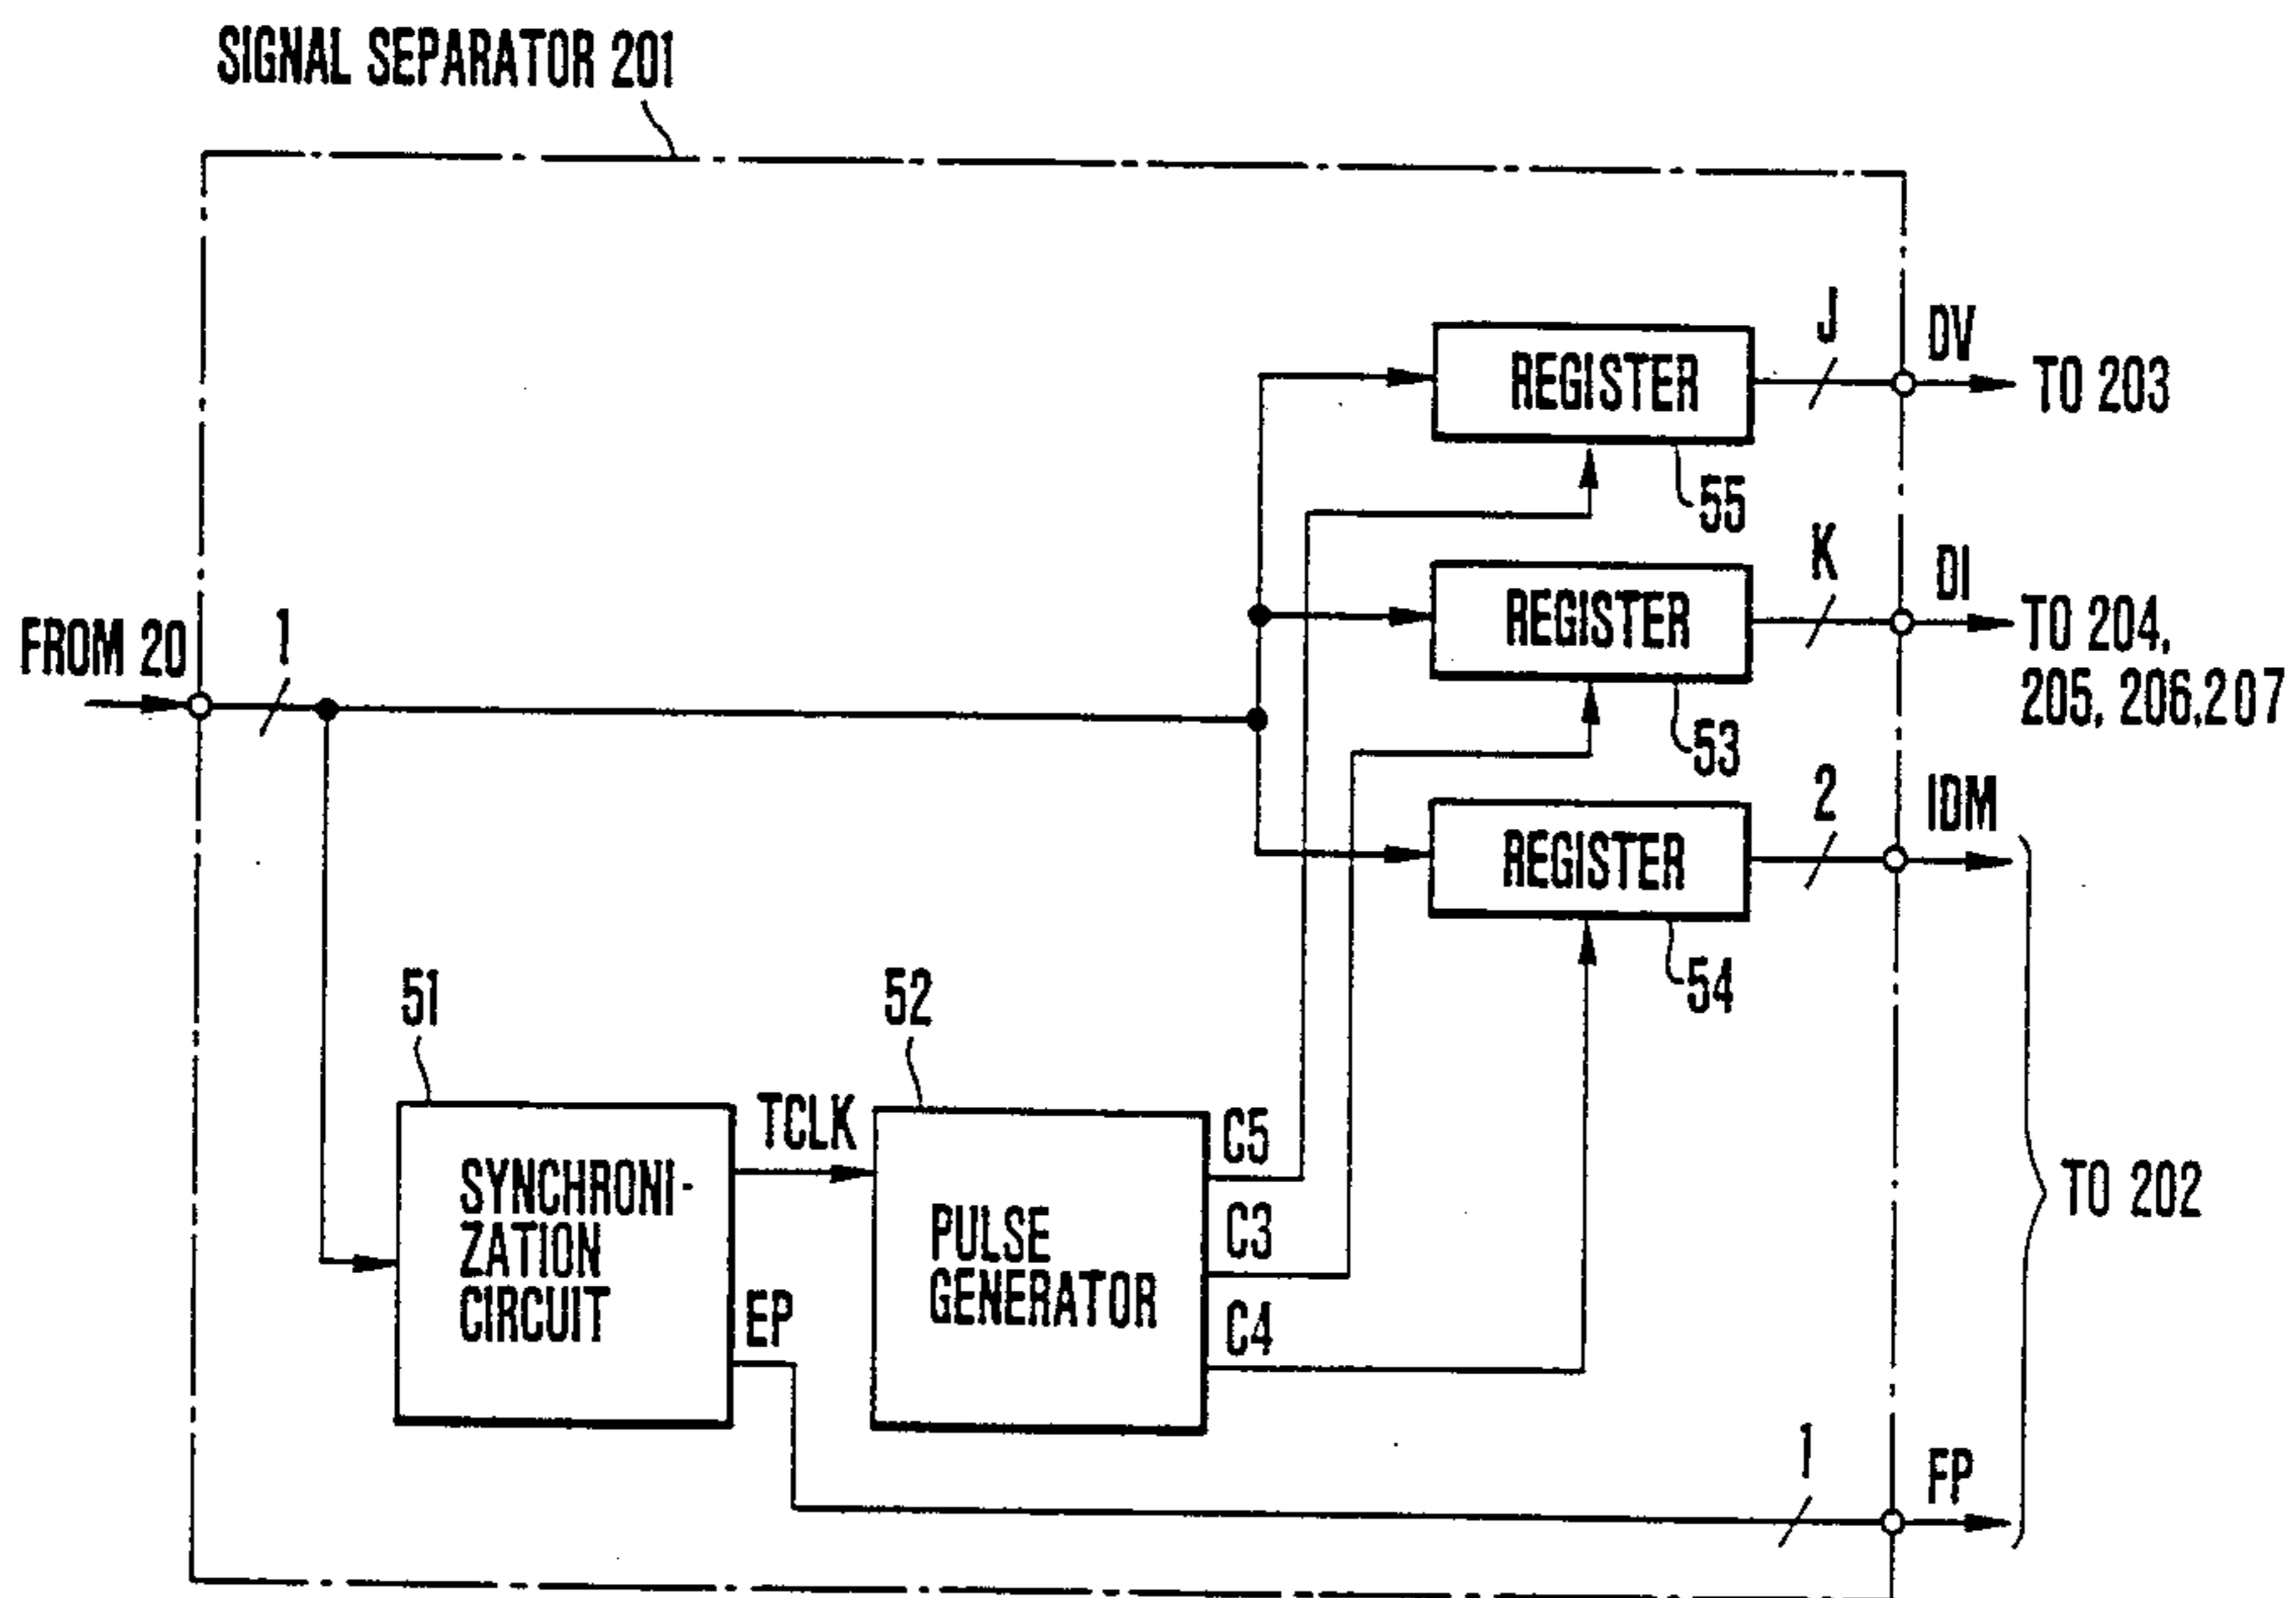 SIGNAL SEPARATOR 201
J
DV
REGISTER
TO 203
55
K
DI
REGISTER
TO 204,
205, 206,207
FROM 20
1
53
2
IDM
REGISTER
54
51
52
TCLK
C5
SYNCHRONI-
ZATION
CIRCUIT
PULSE
GENERATOR
C3
TO 202
EP
C4
1
FP